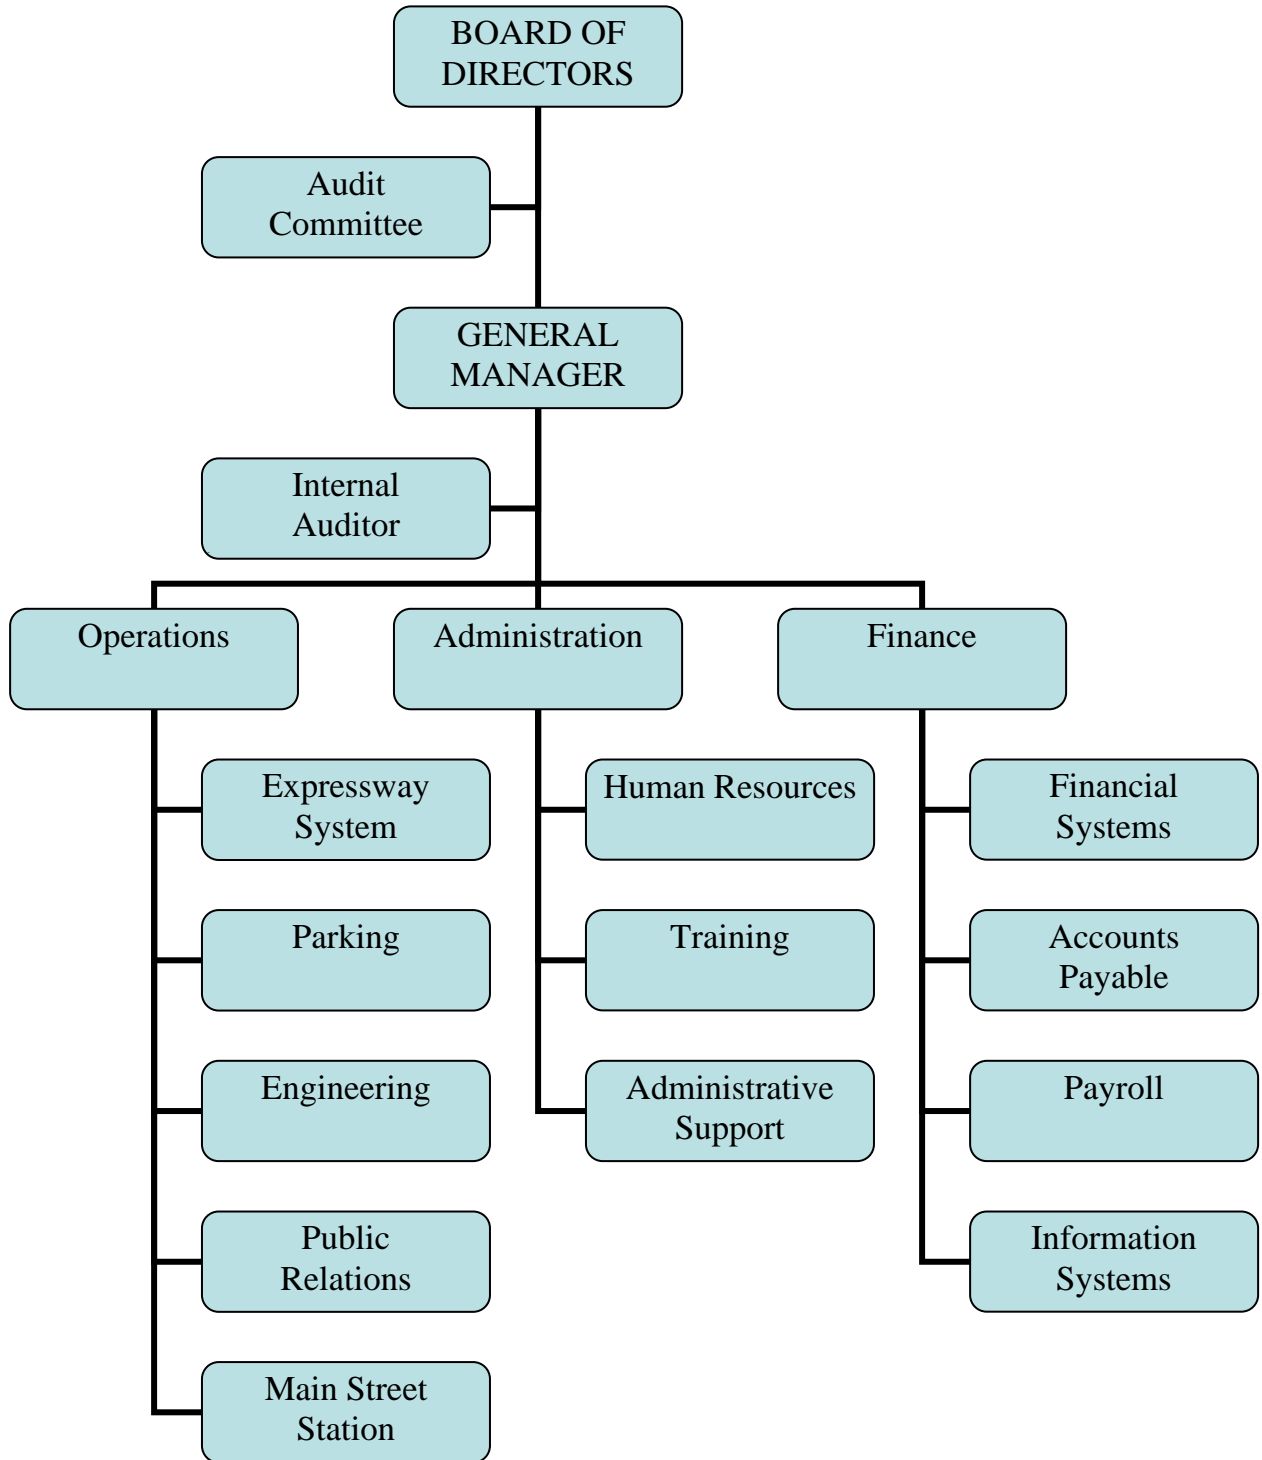 BOARD OF
DIRECTORS
Audit
Committee
GENERAL
MANAGER
Internal
Auditor
Operations
Administration
Finance
Expressway
System
Human Resources
Financial
Systems
Parking
Training
Accounts
Payable
Engineering
Administrative
Support
Payroll
Public
Relations
Information
Systems
Main Street
Station